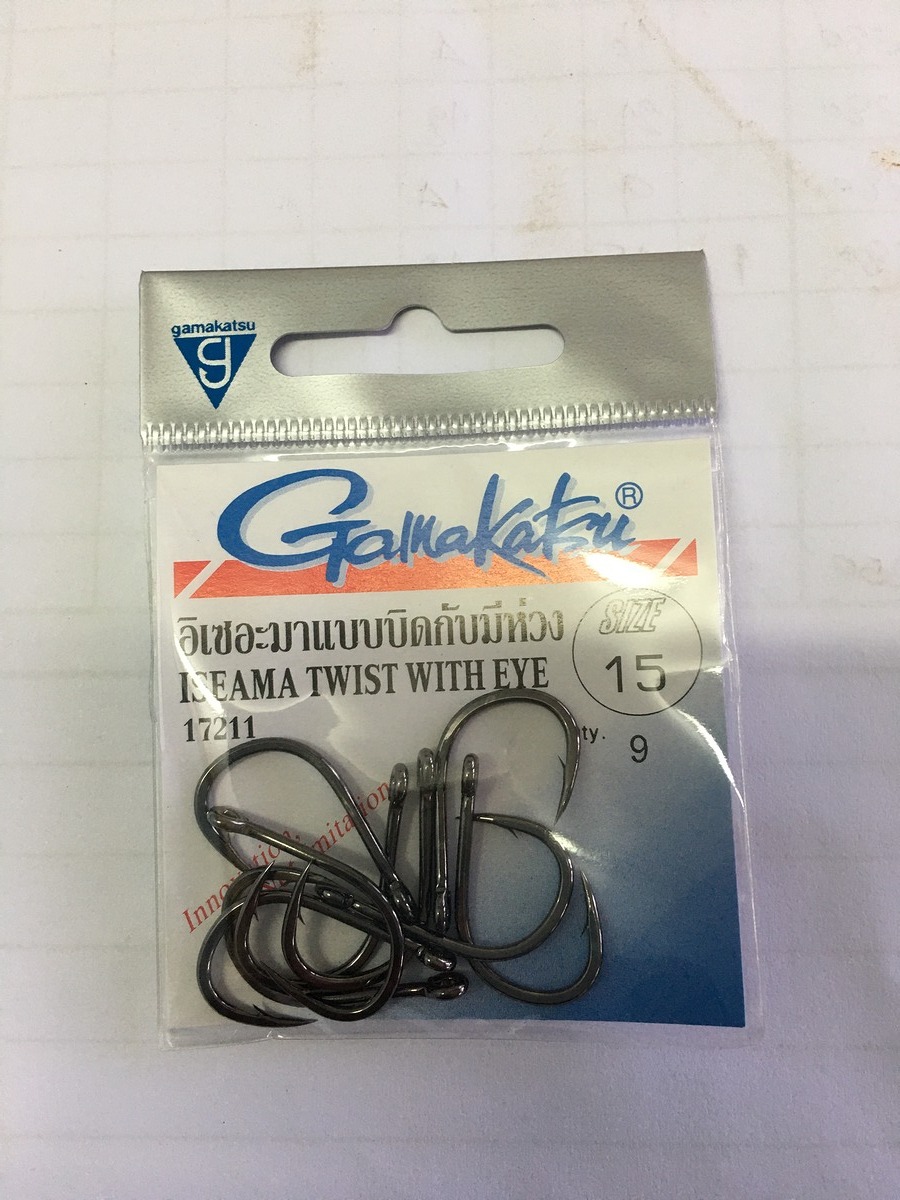 gamakatsu
Gamakatsu®
อิเซอะมาแบบบิดกับมีห่วง
ISEAMA TWIST WITH EYE
17211
SIZE
15
ty. 9